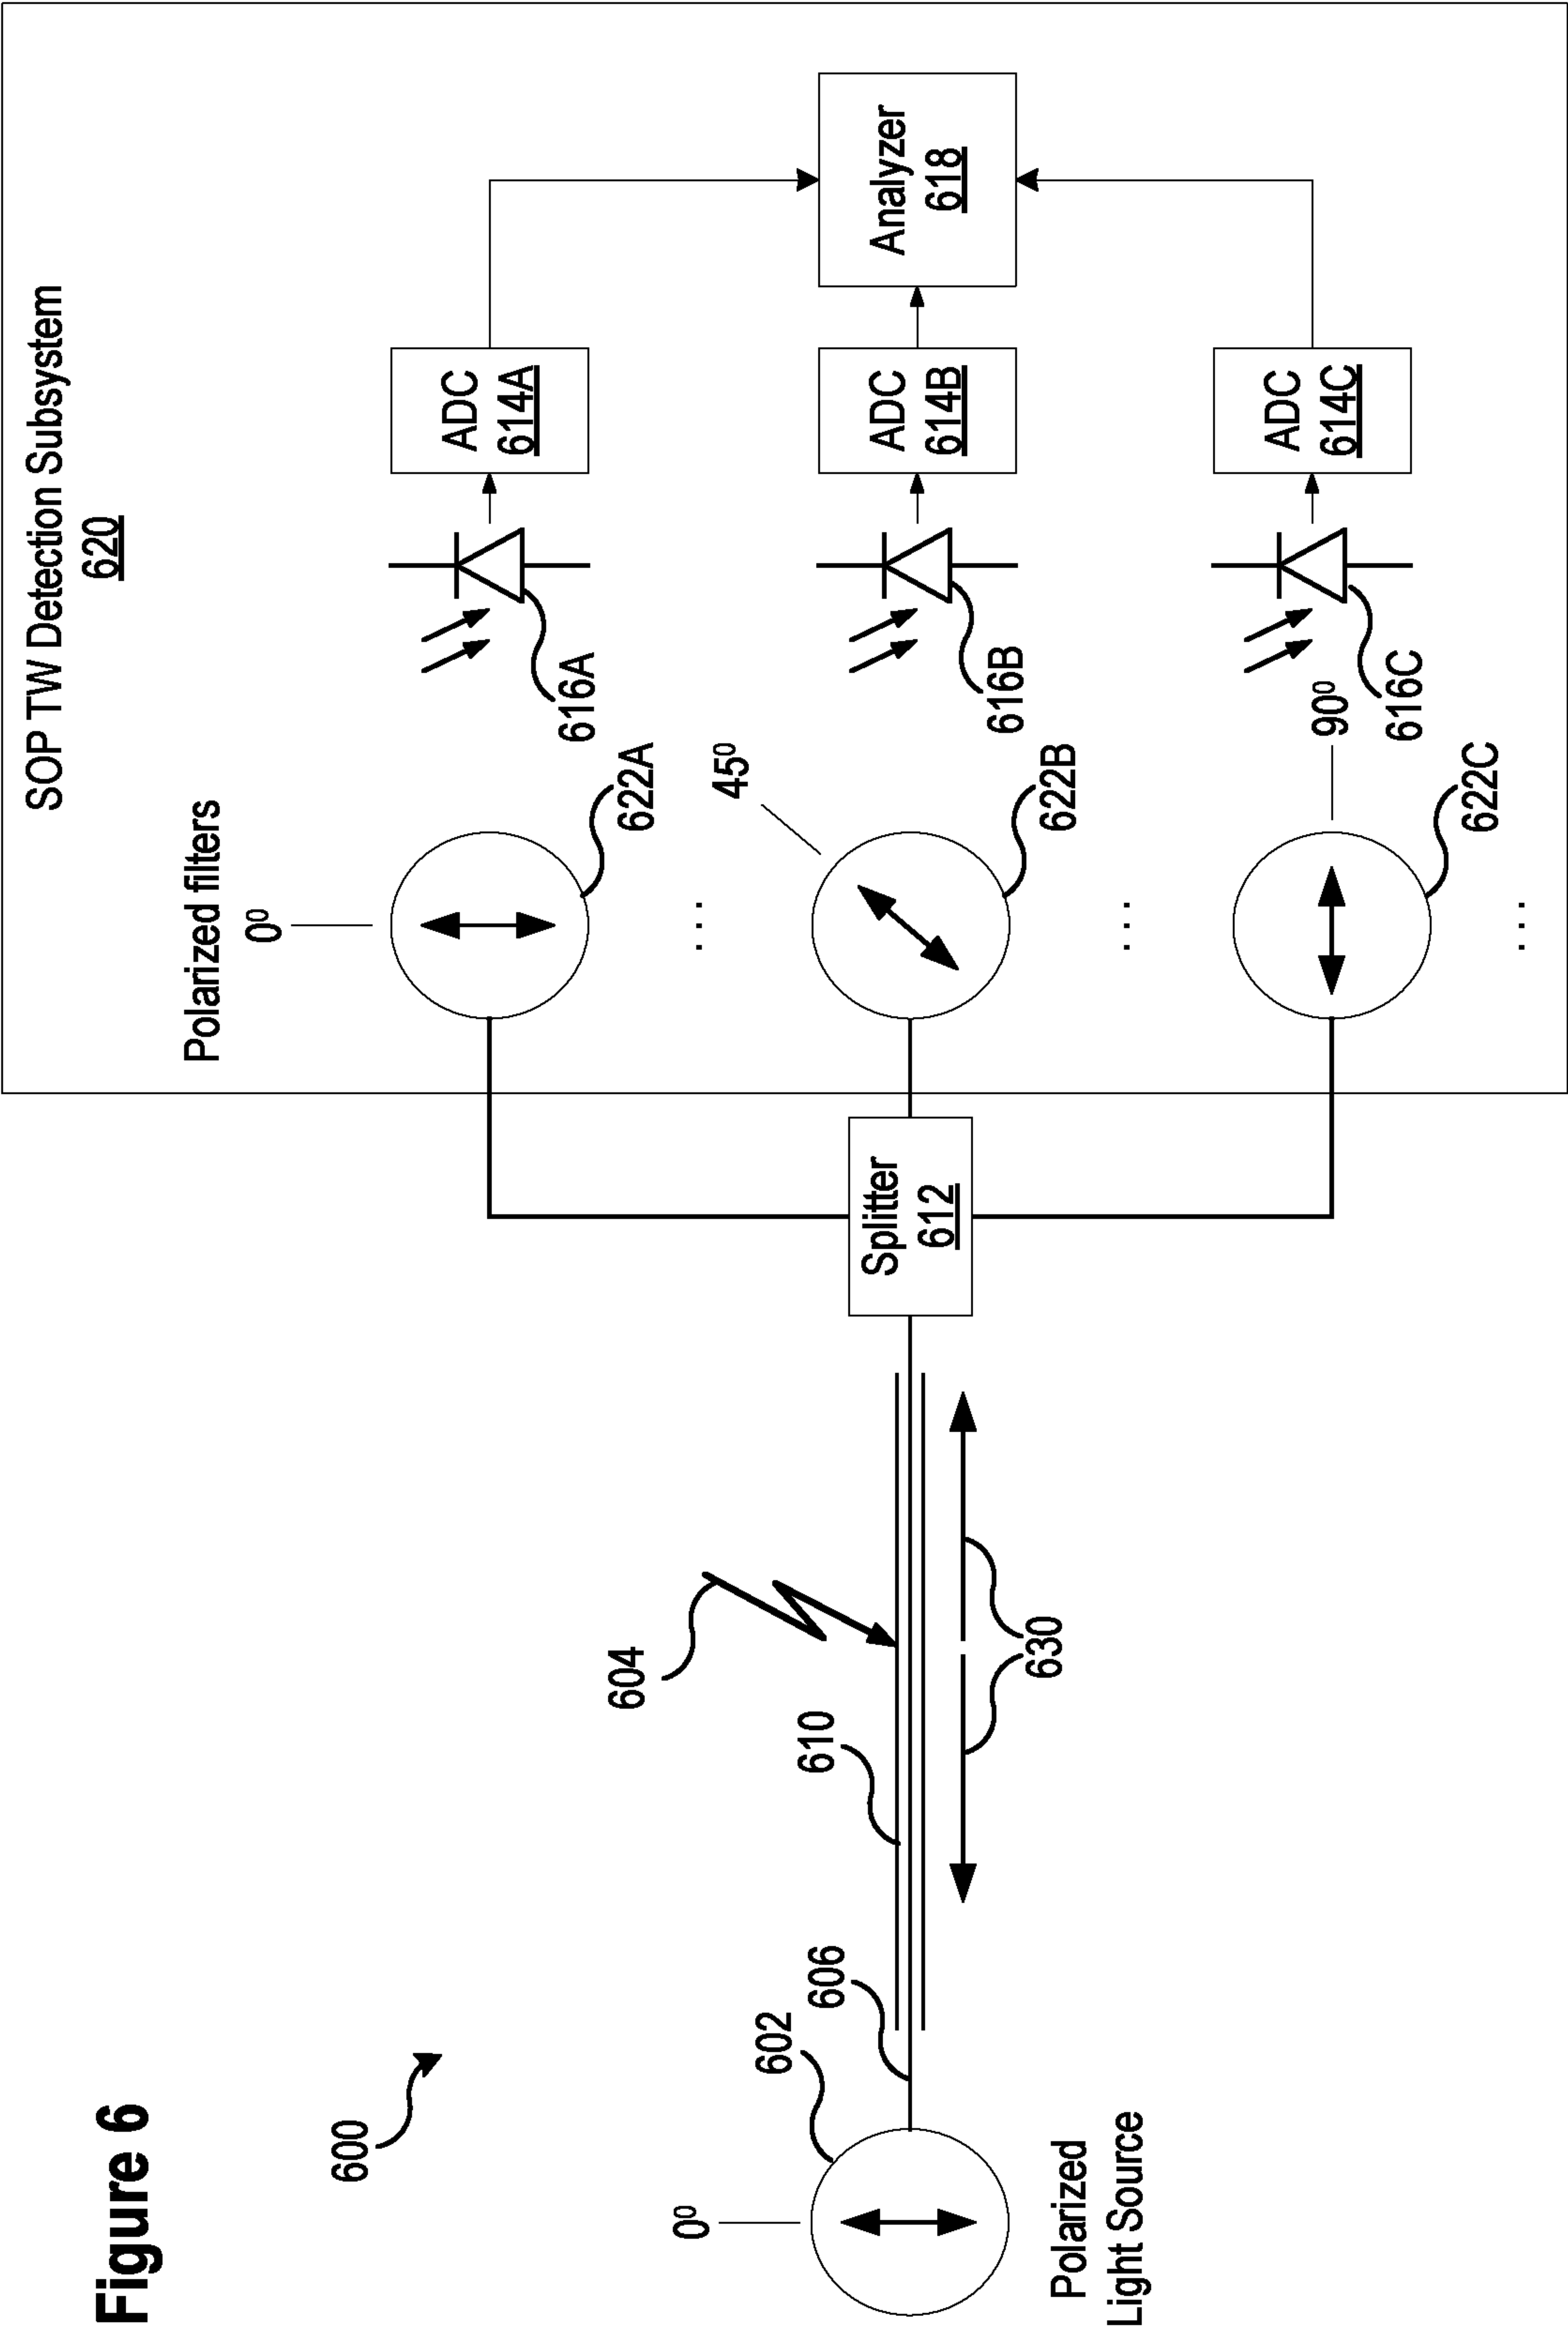 Figure 6
600
SOP TW Detection Subsystem
620
Polarized filters
0⁰
622A
616A
ADC
614A
0⁰
602
606
Polarized
Light Source
610
604
630
Splitter
612
45⁰
622B
616B
ADC
614B
Analyzer
618
90⁰
622C
616C
ADC
614C